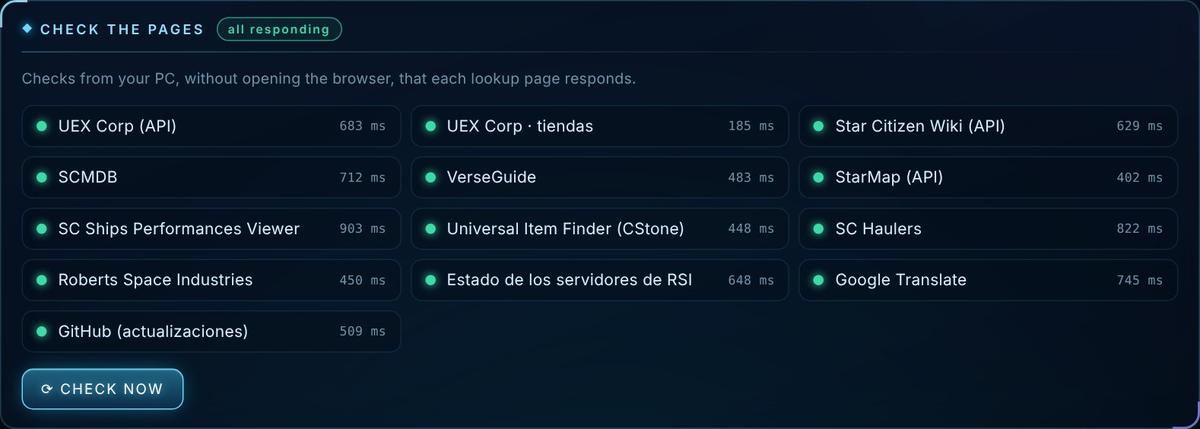 ◆ CHECK THE PAGES all responding
Checks from your PC, without opening the browser, that each lookup page responds.
UEX Corp (API) 683 ms
UEX Corp · tiendas 185 ms
Star Citizen Wiki (API) 629 ms
SCMDB 712 ms
VerseGuide 483 ms
StarMap (API) 402 ms
SC Ships Performances Viewer 903 ms
Universal Item Finder (CStone) 448 ms
SC Haulers 822 ms
Roberts Space Industries 450 ms
Estado de los servidores de RSI 648 ms
Google Translate 745 ms
GitHub (actualizaciones) 509 ms
⟳ CHECK NOW